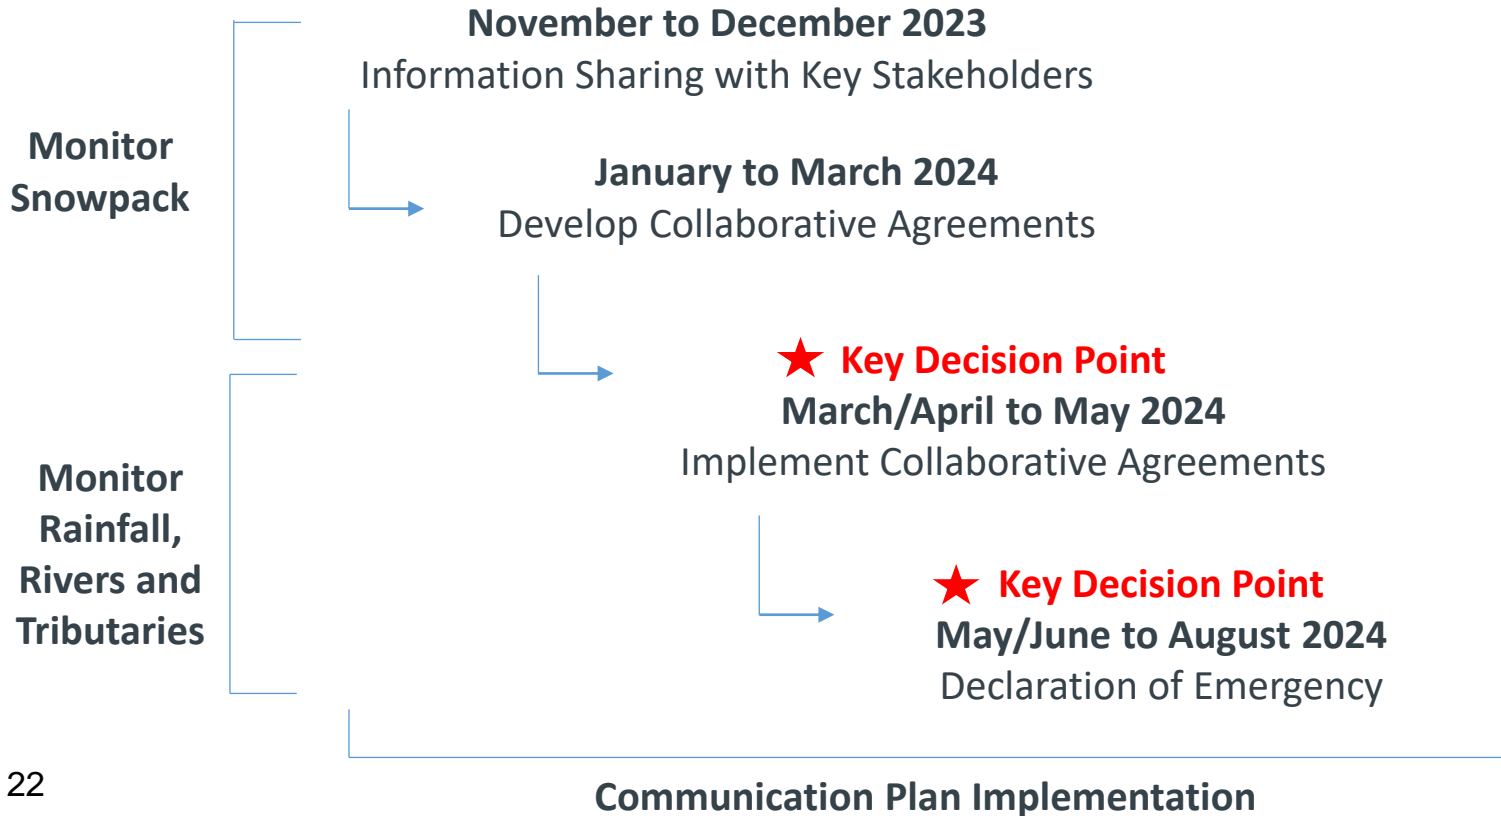 November to December 2023
Information Sharing with Key Stakeholders
Monitor
Snowpack
January to March 2024
Develop Collaborative Agreements
Key Decision Point
March/April to May 2024
Implement Collaborative Agreements
Monitor
Rainfall,
Rivers and
Tributaries
Key Decision Point
May/June to August 2024
Declaration of Emergency
22
Communication Plan Implementation